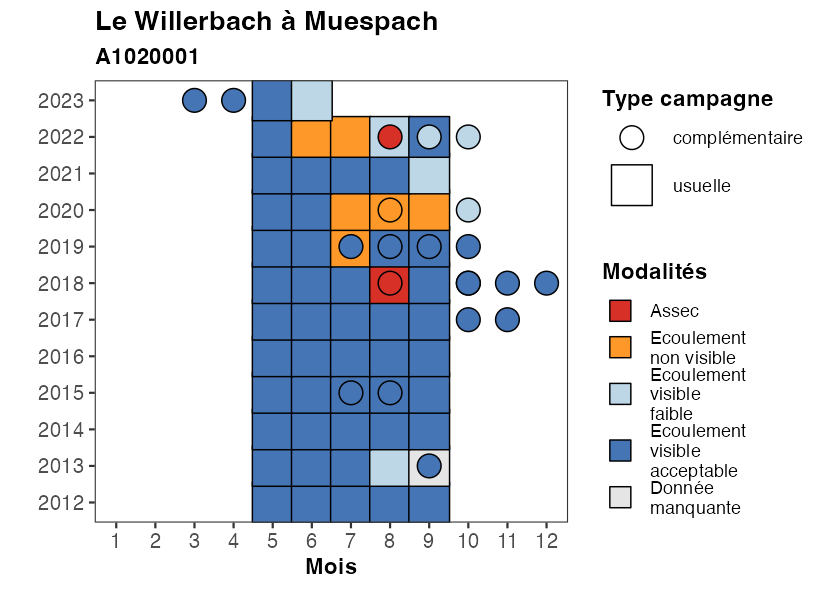 Le Willerbach à Muespach
A1020001
2023
2022
2021
2020
2019
2018
2017
2016
2015
2014
2013
2012
1 2 3 4 5 6 7 8 9 10 11 12
Mois
Type campagne
complémentaire
usuelle
Modalités
Assec
Ecoulement
non visible
Ecoulement
visible
faible
Ecoulement
visible
acceptable
Donnée
manquante